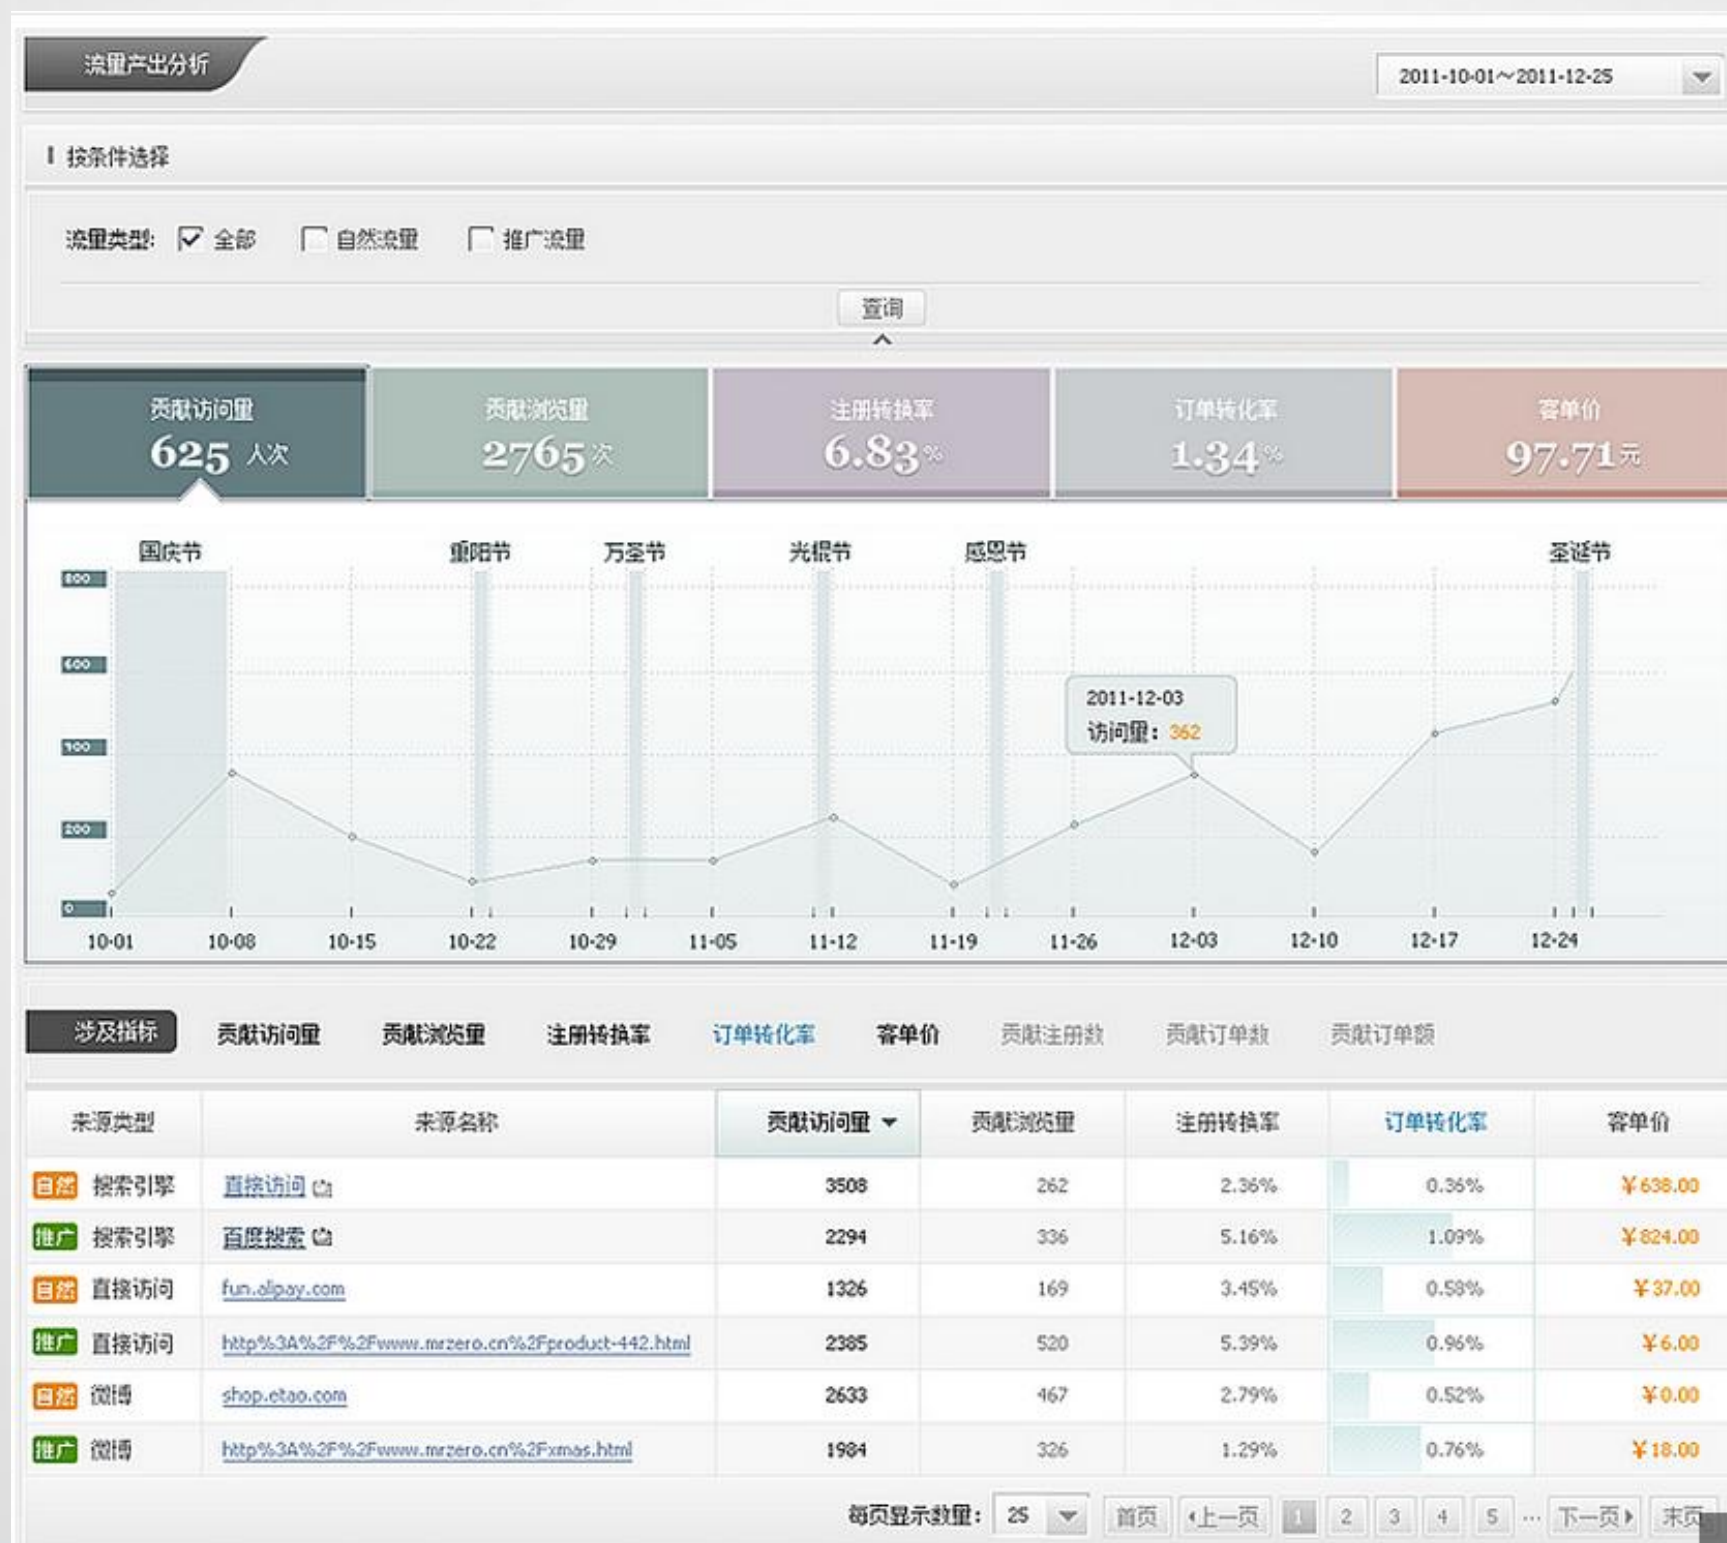 流量产出分析
2011-10-01～2011-12-25
按条件选择
流量类型: 全部 自然流量 推广流量
查询
贡献访问量 贡献浏览量 注册转换率 订单转化率 客单价
625 人次 2765 次 6.83 % 1.34 % 97.71 元
国庆节 重阳节 万圣节 光棍节 感恩节 圣诞节
800
600
2011-12-03
访问量: 362
200
0
10-01 10-08 10-15 10-22 10-29 11-05 11-12 11-19 11-26 12-03 12-10 12-17 12-24
涉及指标 贡献访问量 贡献浏览量 注册转换率 订单转化率 客单价 贡献注册数 贡献订单数 贡献订单额
来源类型 来源名称 贡献访问量 贡献浏览量 注册转换率 订单转化率 客单价
自然 搜索引擎 直接访问 3508 262 2.36% 0.36% ￥638.00
推广 搜索引擎 百度搜索 2294 336 5.16% 1.09% ￥824.00
自然 直接访问 fun.alipay.com 1326 169 3.45% 0.58% ￥37.00
推广 直接访问 http%3A%2F%2Fwww.mrzero.cn%2Fproduct-442.html 2385 520 5.39% 0.96% ￥6.00
自然 微博 shop.etao.com 2633 467 2.79% 0.52% ￥0.00
推广 微博 http%3A%2F%2Fwww.mrzero.cn%2Fxmas.html 1984 326 1.29% 0.76% ￥18.00
每页显示数量: 25 首页 上一页 1 2 3 4 5 ··· 下一页 末页